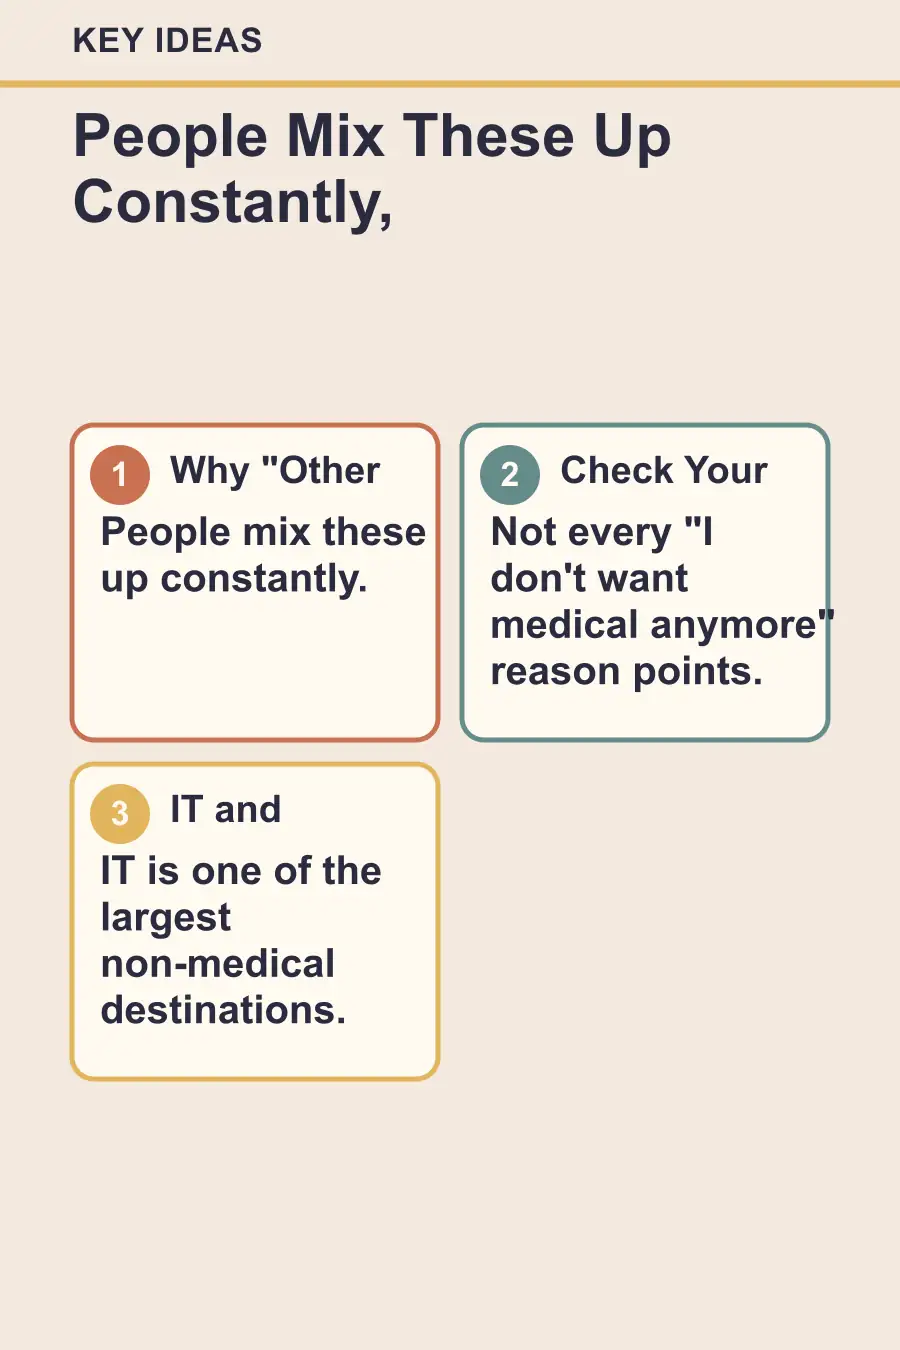 KEY IDEAS
People Mix These Up
Constantly,
1 Why "Other
People mix these
up constantly.
2 Check Your
Not every "I
don't want
medical anymore"
reason points.
3 IT and
IT is one of the
largest
non-medical
destinations.